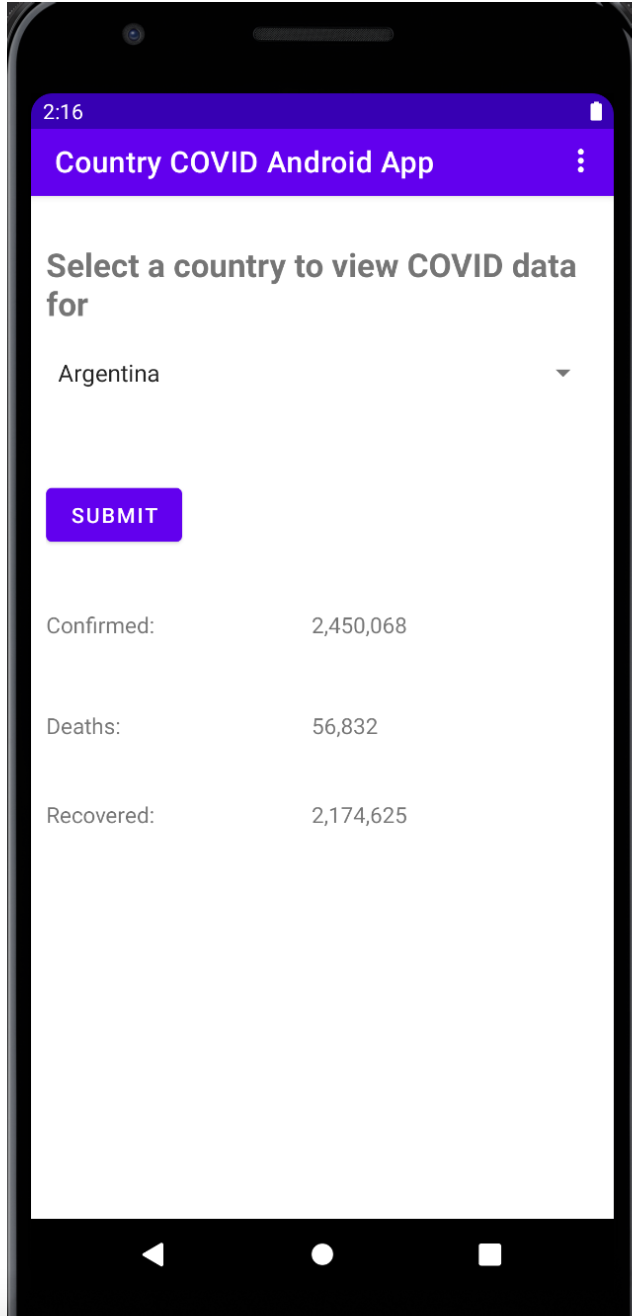 2:16
Country COVID Android App
Select a country to view COVID data
for
Argentina
SUBMIT
Confirmed: 2,450,068
Deaths: 56,832
Recovered: 2,174,625